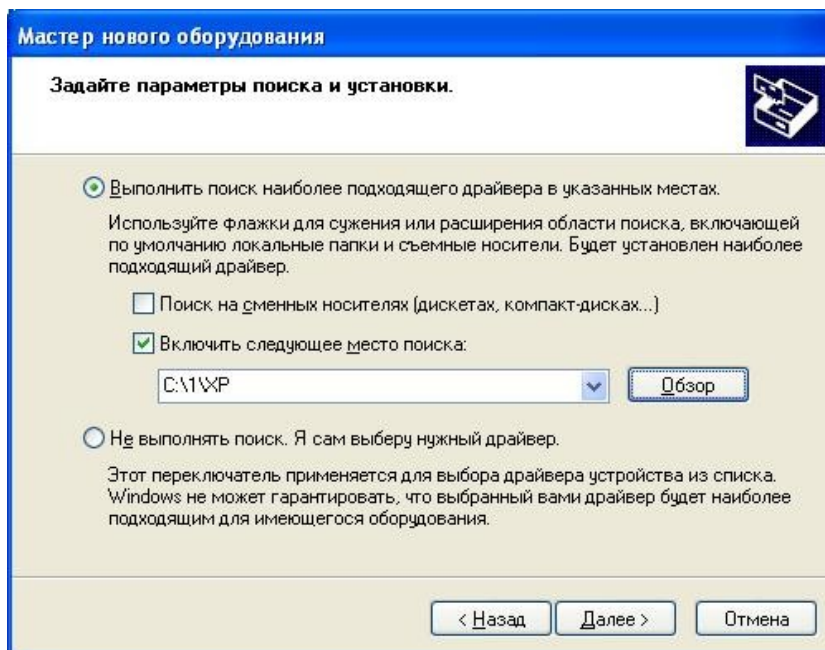 Мастер нового оборудования
Задайте параметры поиска и установки.
Выполнить поиск наиболее подходящего драйвера в указанных местах.
Используйте флажки для сужения или расширения области поиска, включающей
по умолчанию локальные папки и съемные носители. Будет установлен наиболее
подходящий драйвер.
Поиск на сменных носителях (дискетах, компакт-дисках...)
Включить следующее место поиска:
C:\1\XP
Обзор
Не выполнять поиск. Я сам выберу нужный драйвер.
Этот переключатель применяется для выбора драйвера устройства из списка.
Windows не может гарантировать, что выбранный вами драйвер будет наиболее
подходящим для имеющегося оборудования.
< Назад Далее > Отмена